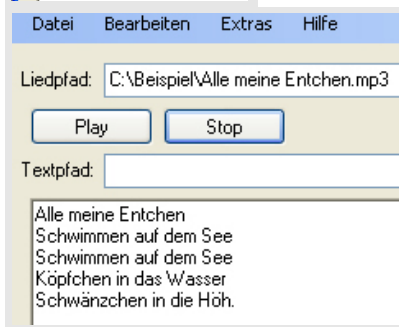 Datei Bearbeiten Extras Hilfe
Liedpfad: C:\Beispiel\Alle meine Entchen.mp3
Play Stop
Textpfad:
Alle meine Entchen
Schwimmen auf dem See
Schwimmen auf dem See
Köpfchen in das Wasser
Schwänzchen in die Höh.